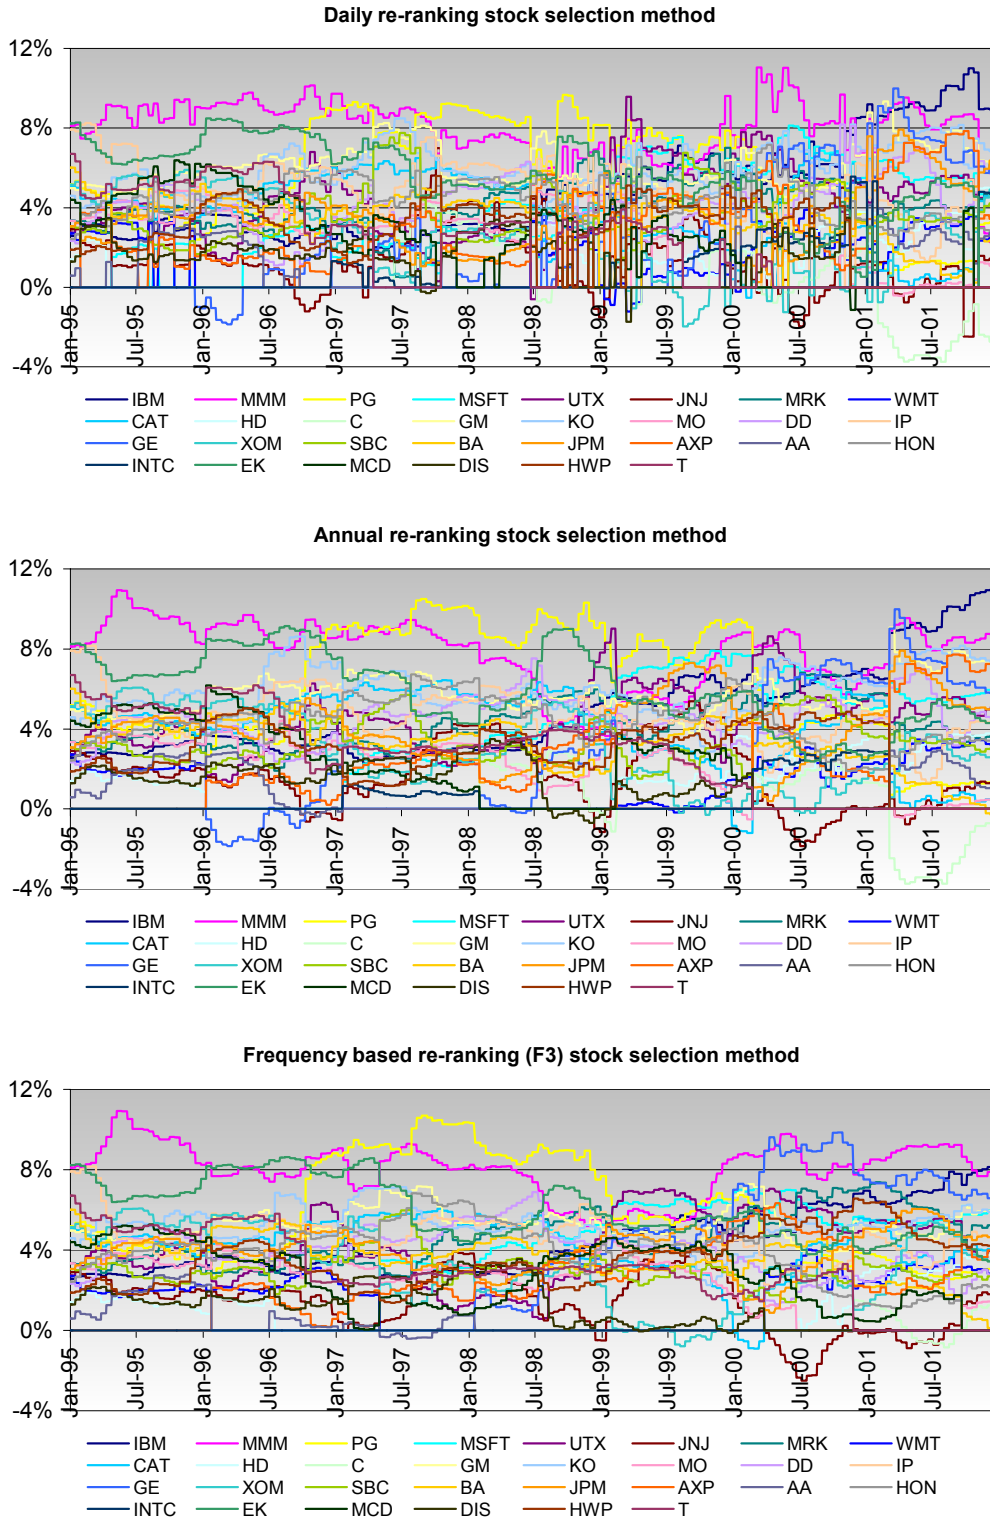 Daily re-ranking stock selection method
12%
8%
4%
0%
-4%
Jan-95 Jul-95 Jan-96 Jul-96 Jan-97 Jul-97 Jan-98 Jul-98 Jan-99 Jul-99 Jan-00 Jul-00 Jan-01 Jul-01
IBM MMM PG MSFT UTX JNJ MRK WMT
CAT HD C GM KO MO DD IP
GE XOM SBC BA JPM AXP AA HON
INTC EK MCD DIS HWP T
Annual re-ranking stock selection method
12%
8%
4%
0%
-4%
Jan-95 Jul-95 Jan-96 Jul-96 Jan-97 Jul-97 Jan-98 Jul-98 Jan-99 Jul-99 Jan-00 Jul-00 Jan-01 Jul-01
IBM MMM PG MSFT UTX JNJ MRK WMT
CAT HD C GM KO MO DD IP
GE XOM SBC BA JPM AXP AA HON
INTC EK MCD DIS HWP T
Frequency based re-ranking (F3) stock selection method
12%
8%
4%
0%
-4%
Jan-95 Jul-95 Jan-96 Jul-96 Jan-97 Jul-97 Jan-98 Jul-98 Jan-99 Jul-99 Jan-00 Jul-00 Jan-01 Jul-01
IBM MMM PG MSFT UTX JNJ MRK WMT
CAT HD C GM KO MO DD IP
GE XOM SBC BA JPM AXP AA HON
INTC EK MCD DIS HWP T